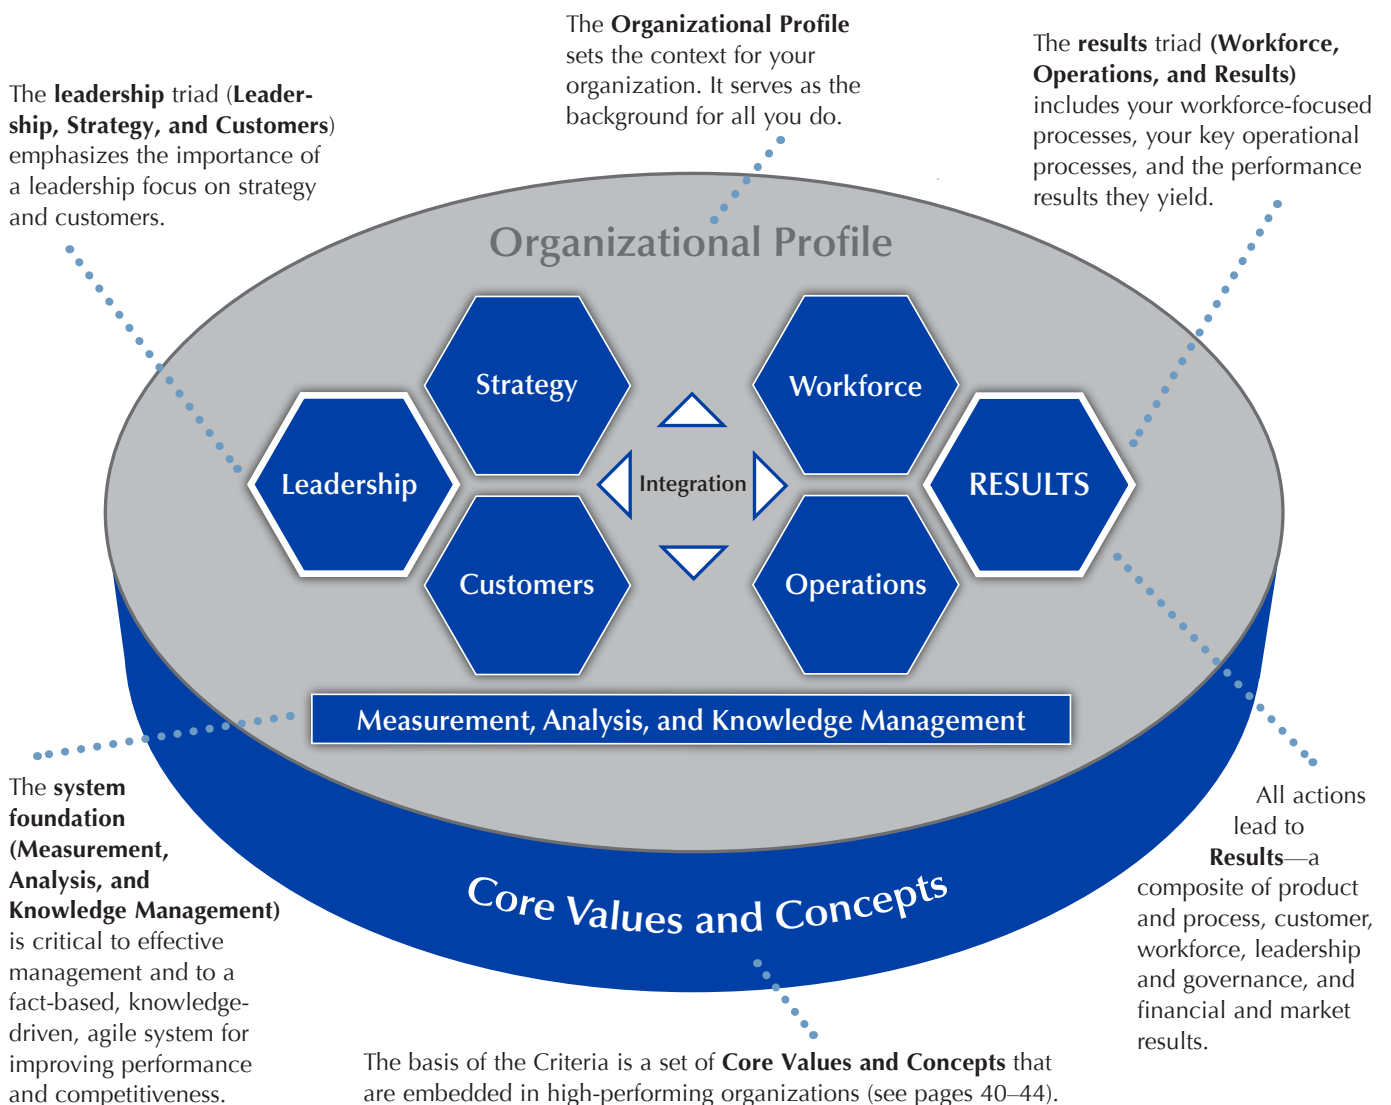 The Organizational Profile
sets the context for your
organization. It serves as the
background for all you do.
The results triad (Workforce,
Operations, and Results)
includes your workforce-focused
processes, your key operational
processes, and the performance
results they yield.
The leadership triad (Leader-
ship, Strategy, and Customers)
emphasizes the importance of
a leadership focus on strategy
and customers.
Organizational Profile
Strategy
Workforce
Leadership
Integration
RESULTS
Customers
Operations
Measurement, Analysis, and Knowledge Management
Core Values and Concepts
The system
foundation
(Measurement,
Analysis, and
Knowledge Management)
is critical to effective
management and to a
fact-based, knowledge-
driven, agile system for
improving performance
and competitiveness.
All actions
lead to
Results—a
composite of product
and process, customer,
workforce, leadership
and governance, and
financial and market
results.
The basis of the Criteria is a set of Core Values and Concepts that
are embedded in high-performing organizations (see pages 40–44).